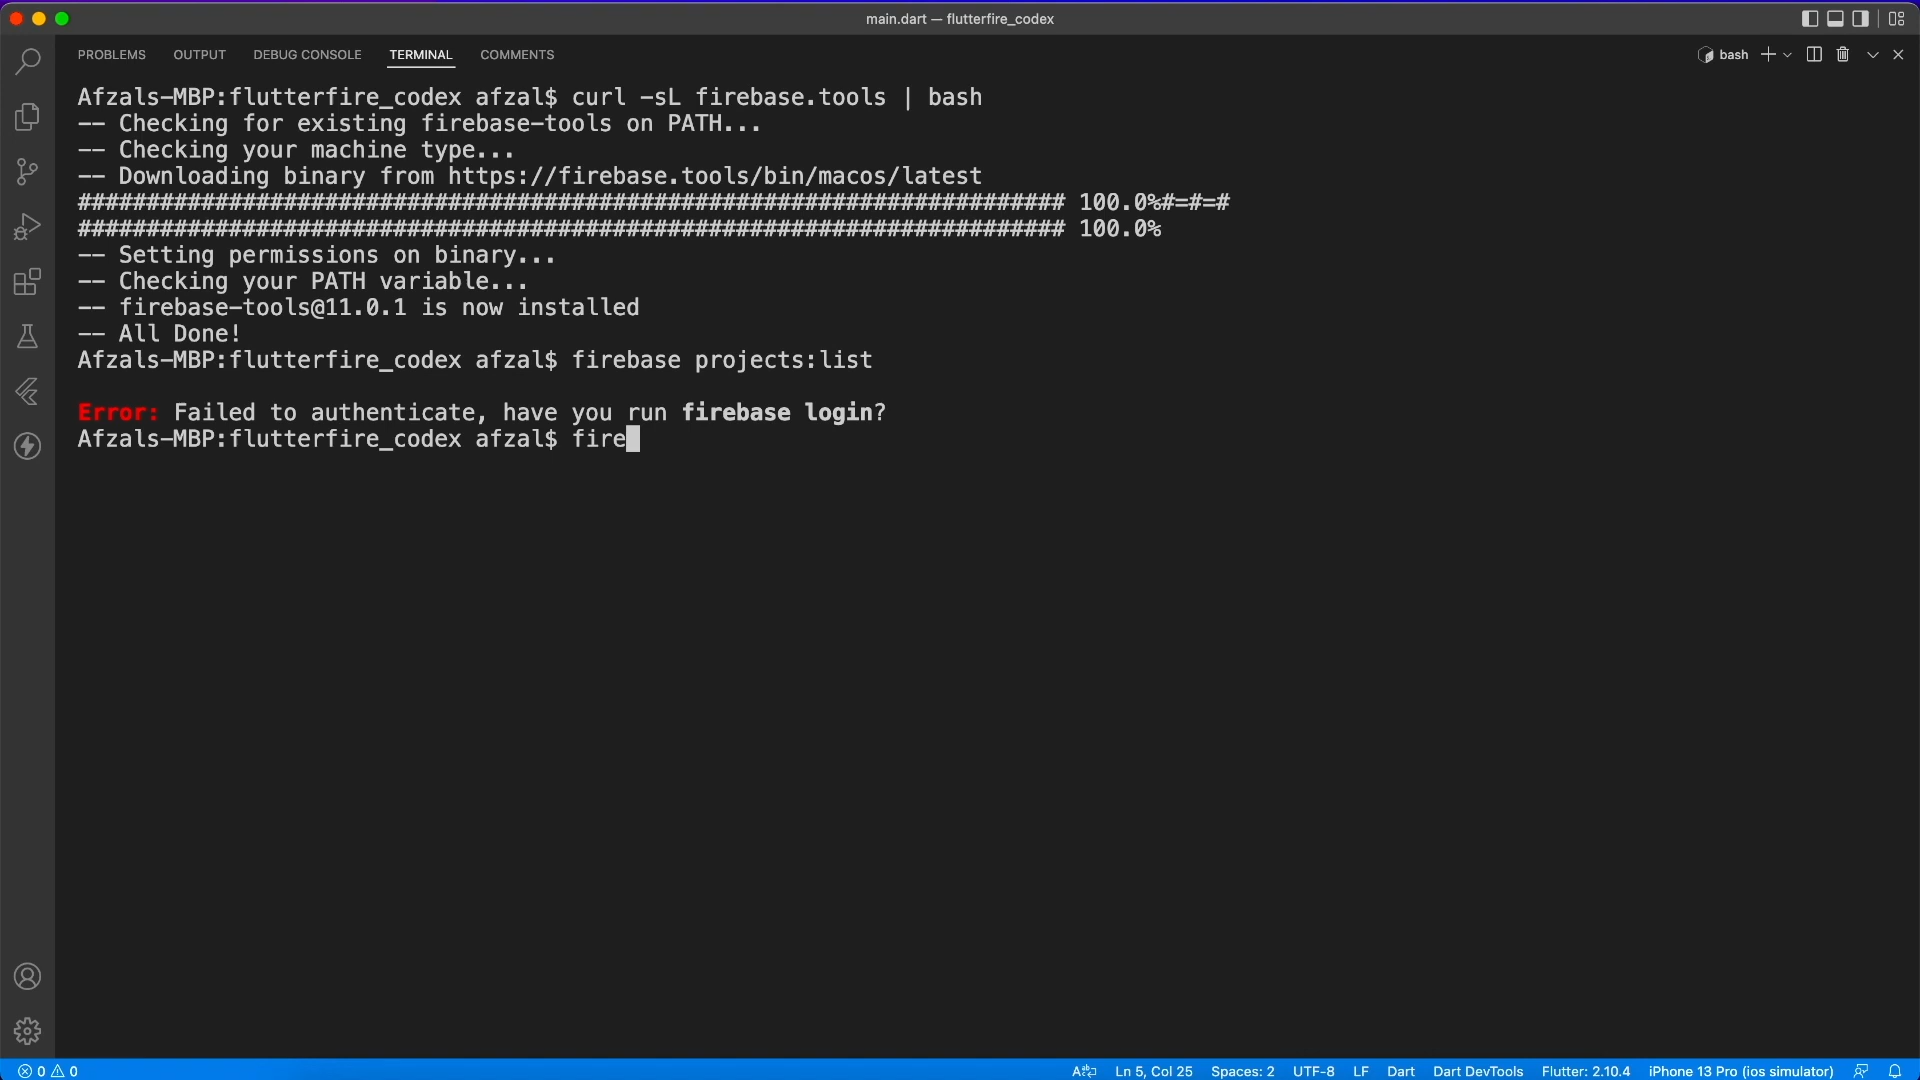 main.dart — flutterfire_codex
PROBLEMS OUTPUT DEBUG CONSOLE TERMINAL COMMENTS bash
Afzals-MBP:flutterfire_codex afzal$ curl -sL firebase.tools | bash
-- Checking for existing firebase-tools on PATH...
-- Checking your machine type...
-- Downloading binary from https://firebase.tools/bin/macos/latest
######################################################################## 100.0%#=#=#
######################################################################## 100.0%
-- Setting permissions on binary...
-- Checking your PATH variable...
-- firebase-tools@11.0.1 is now installed
-- All Done!
Afzals-MBP:flutterfire_codex afzal$ firebase projects:list
Error: Failed to authenticate, have you run firebase login?
Afzals-MBP:flutterfire_codex afzal$ fire
0 0 Ln 5, Col 25 Spaces: 2 UTF-8 LF Dart Dart DevTools Flutter: 2.10.4 iPhone 13 Pro (ios simulator)